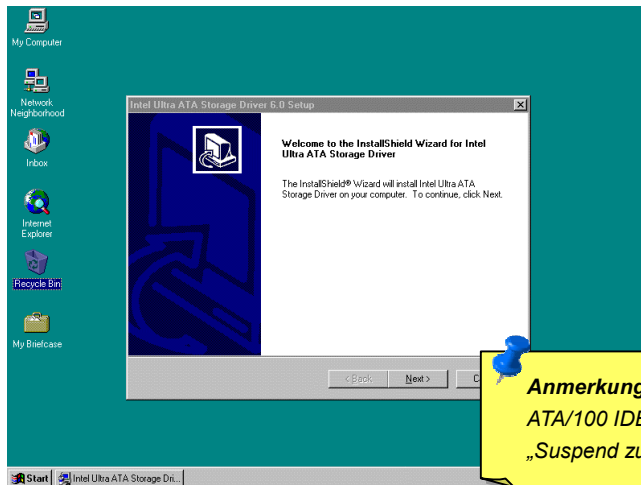 My Computer
Network
Neighborhood
Inbox
Internet
Explorer
Recycle Bin
My Briefcase
Intel Ultra ATA Storage Driver 6.0 Setup
Welcome to the InstallShield Wizard for Intel
Ultra ATA Storage Driver
The InstallShield® Wizard will install Intel Ultra ATA
Storage Driver on your computer. To continue, click Next.
< Back
Next >
C
Anmerkung
ATA/100 IDE
„Suspend zu
Start
Intel Ultra ATA Storage Dri...